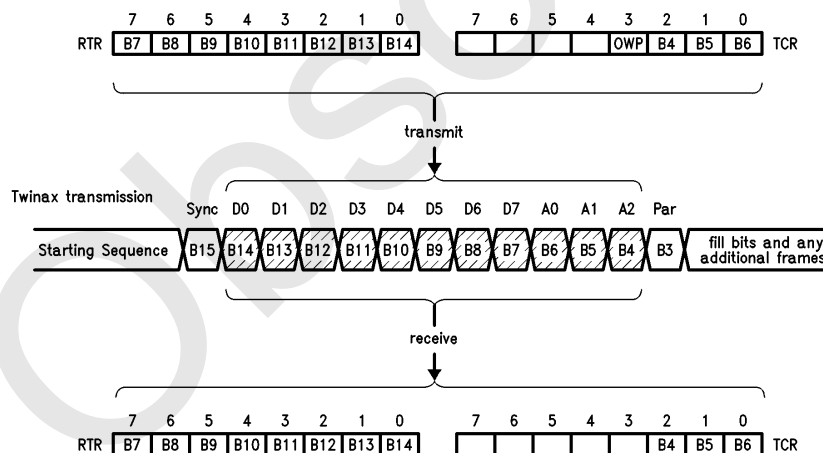 7 6 5 4 3 2 1 0 7 6 5 4 3 2 1 0
RTR B7 B8 B9 B10 B11 B12 B13 B14 OWP B4 B5 B6 TCR
transmit
Twinax transmission
Sync D0 D1 D2 D3 D4 D5 D6 D7 A0 A1 A2 Par
Starting Sequence B15 B14 B13 B12 B11 B10 B9 B8 B7 B6 B5 B4 B3 fill bits and any
additional frames
receive
7 6 5 4 3 2 1 0 7 6 5 4 3 2 1 0
RTR B7 B8 B9 B10 B11 B12 B13 B14 B4 B5 B6 TCR